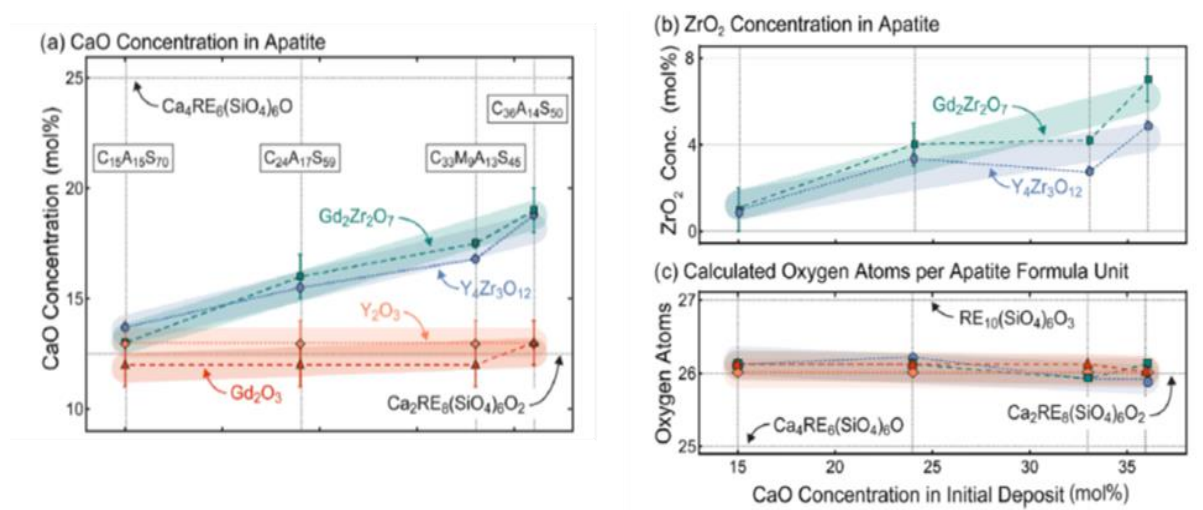 (a) CaO Concentration in Apatite
CaO Concentration (mol%)
25
20
15
10
Ca₄RE₆(SiO₄)₆O
C₃₆A₁₄S₅₀
C₁₅A₁₅S₇₀
C₂₄A₁₇S₅₉
C₃₃M₉A₁₃S₄₅
Gd₂Zr₂O₇
Y₄Zr₃O₁₂
Y₂O₃
Gd₂O₃
Ca₂RE₈(SiO₄)₆O₂
(b) ZrO₂ Concentration in Apatite
ZrO₂ Conc. (mol%)
8
4
0
Gd₂Zr₂O₇
Y₄Zr₃O₁₂
(c) Calculated Oxygen Atoms per Apatite Formula Unit
Oxygen Atoms
27
26
25
RE₁₀(SiO₄)₆O₃
Ca₂RE₈(SiO₄)₆O₂
Ca₄RE₆(SiO₄)₆O
15
20
25
30
35
CaO Concentration in Initial Deposit (mol%)